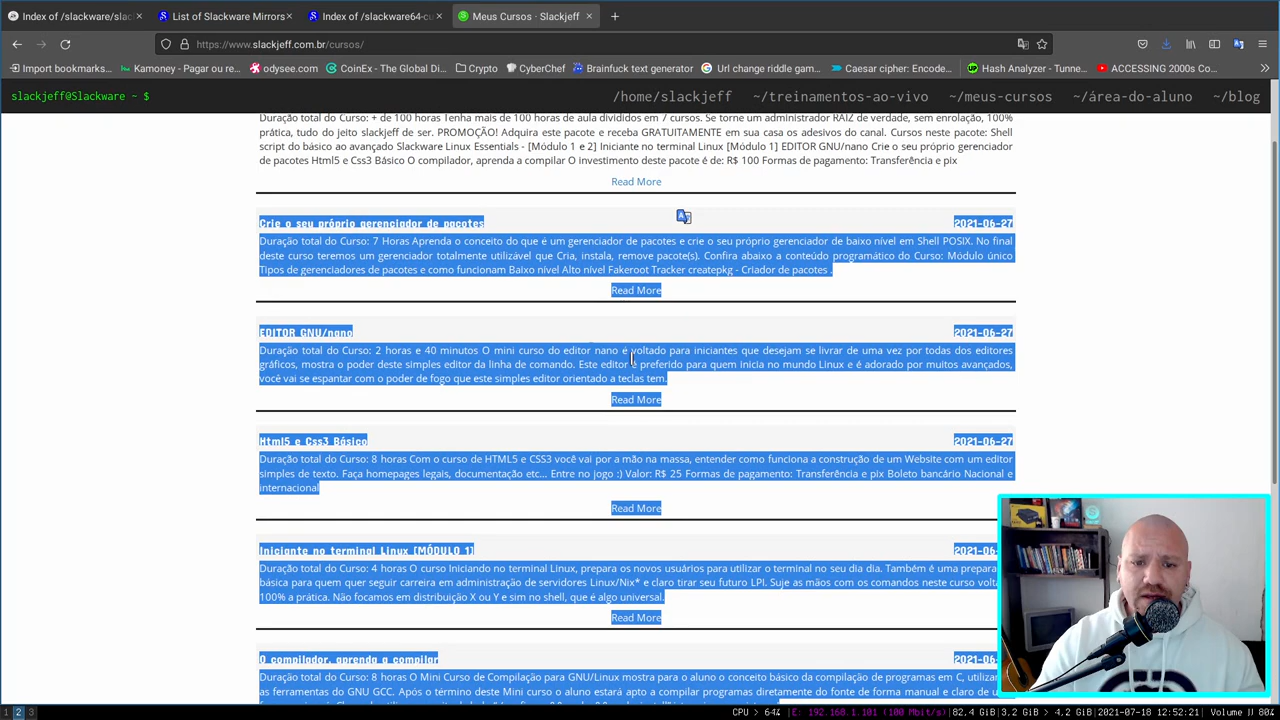 Index of /slackware/slac
List of Slackware Mirrors
Index of /slackware64-cu
Meus Cursos · Slackjeff
https://www.slackjeff.com.br/cursos/
Import bookmarks...
Kamoney - Pagar ou re...
odysee.com
CoinEx - The Global Di...
Crypto
CyberChef
Brainfuck text generator
Url change riddle gam...
Caesar cipher: Encode...
Hash Analyzer - Tunne...
ACCESSING 2000s Co...
slackjeff@Slackware ~ $
/home/slackjeff
~/treinamentos-ao-vivo
~/meus-cursos
~/área-do-aluno
~/blog
Duração total do Curso: + de 100 horas Tenha mais de 100 horas de aula divididos em 7 cursos. Se torne um administrador RAIZ de verdade, sem enrolação, 100%
prática, tudo do jeito slackjeff de ser. PROMOÇÃO! Adquira este pacote e receba GRATUITAMENTE em sua casa os adesivos do canal. Cursos neste pacote: Shell
script do básico ao avançado Slackware Linux Essentials - [Módulo 1 e 2] Iniciante no terminal Linux [Módulo 1] EDITOR GNU/nano Crie o seu próprio gerenciador
de pacotes Html5 e Css3 Básico O compilador, aprenda a compilar O investimento deste pacote é de: R$ 100 Formas de pagamento: Transferência e pix
Read More
Crie o seu próprio gerenciador de pacotes 2021-06-27
Duração total do Curso: 7 Horas Aprenda o conceito do que é um gerenciador de pacotes e crie o seu próprio gerenciador de baixo nível em Shell POSIX. No final
deste curso teremos um gerenciador totalmente utilizável que Cria, instala, remove pacote(s). Confira abaixo a conteúdo programático do Curso: Módulo único
Tipos de gerenciadores de pacotes e como funcionam Baixo nível Alto nível Fakeroot Tracker createpkg - Criador de pacotes .
Read More
EDITOR GNU/nano 2021-06-27
Duração total do Curso: 2 horas e 40 minutos O mini curso do editor nano é voltado para iniciantes que desejam se livrar de uma vez por todas dos editores
gráficos, mostra o poder deste simples editor da linha de comando. Este editor é preferido para quem inicia no mundo Linux e é adorado por muitos avançados,
você vai se espantar com o poder de fogo que este simples editor orientado a teclas tem.
Read More
Html5 e Css3 Básico 2021-06-27
Duração total do Curso: 8 horas Com o curso de HTML5 e CSS3 você vai por a mão na massa, entender como funciona a construção de um Website com um editor
simples de texto. Faça homepages legais, documentação etc... Entre no jogo :) Valor: R$ 25 Formas de pagamento: Transferência e pix Boleto bancário Nacional e
internacional
Read More
Iniciante no terminal Linux [MÓDULO 1] 2021-06-
Duração total do Curso: 4 horas O curso Iniciando no terminal Linux, prepara os novos usuários para utilizar o terminal no seu dia dia. Também é uma prepara
básica para quem quer seguir carreira em administração de servidores Linux/Nix* e claro tirar seu futuro LPI. Suje as mãos com os comandos neste curso volta
100% a prática. Não focamos em distribuição X ou Y e sim no shell, que é algo universal.
Read More
O compilador, aprenda a compilar 2021-06-
Duração total do Curso: 8 horas O Mini Curso de Compilação para GNU/Linux mostra para o aluno o conceito básico da compilação de programas em C, utilizan
as ferramentas do GNU GCC. Após o término deste Mini curso o aluno estará apto a compilar programas diretamente do fonte de forma manual e claro de u
1 2 3
CPU > 64% |E: 192.168.1.101 (100 Mbit/s)|82,4 GiB|3,2 GiB > 4,2 GiB|2021-07-18 12:52:21| Volume ]I 80%